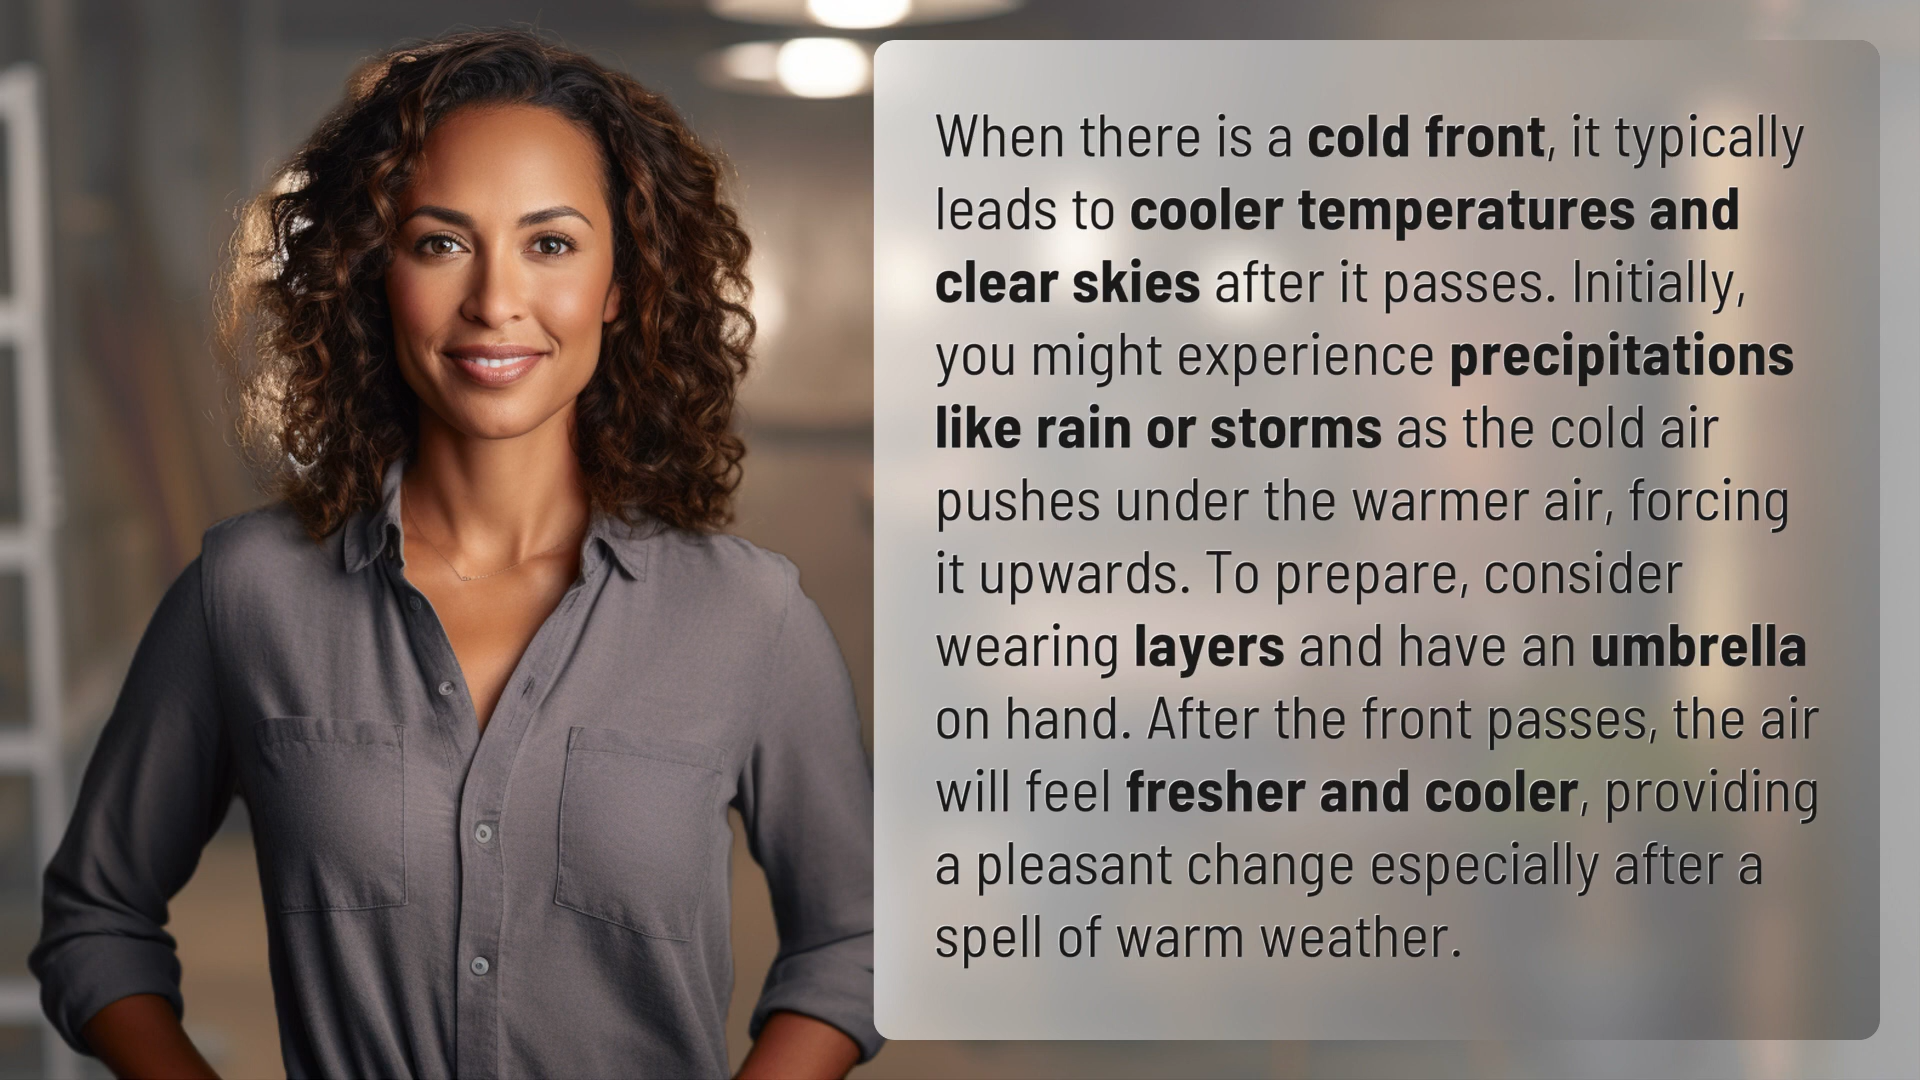 When there is a cold front, it typically
leads to cooler temperatures and
clear skies after it passes. Initially,
you might experience precipitations
like rain or storms as the cold air
pushes under the warmer air, forcing
it upwards. To prepare, consider
wearing layers and have an umbrella
on hand. After the front passes, the air
will feel fresher and cooler, providing
a pleasant change especially after a
spell of warm weather.